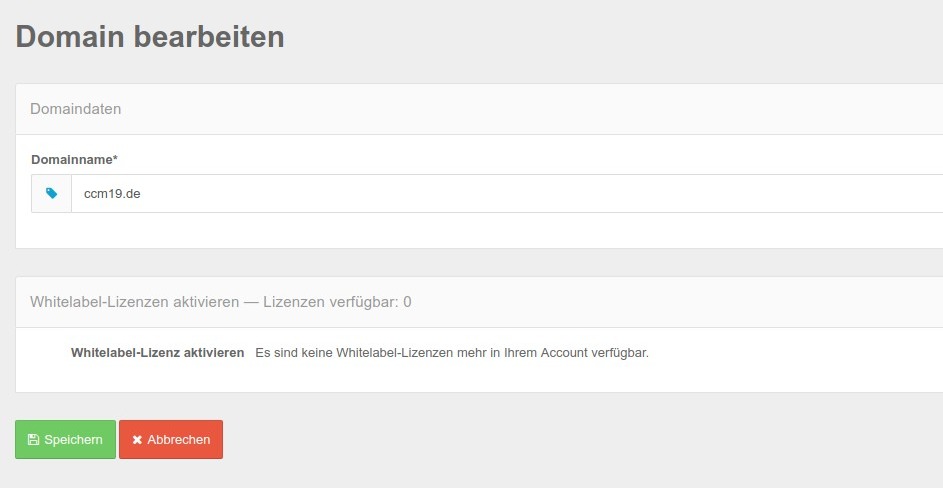 Domain bearbeiten
Domaindaten
Domainname*
ccm19.de
Whitelabel-Lizenzen aktivieren — Lizenzen verfügbar: 0
Whitelabel-Lizenz aktivieren Es sind keine Whitelabel-Lizenzen mehr in Ihrem Account verfügbar.
Speichern Abbrechen